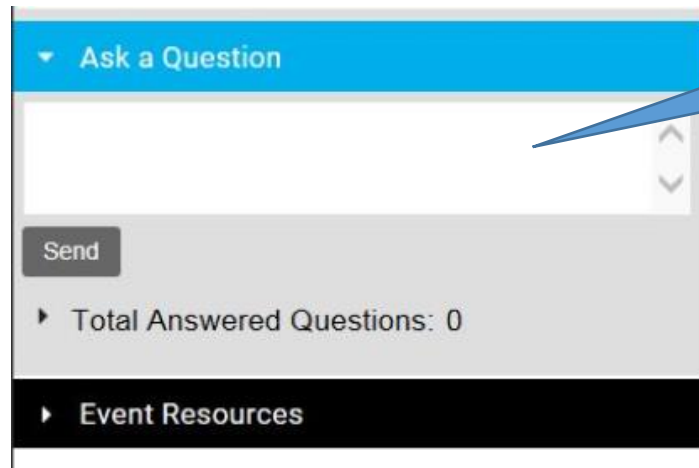 Ask a Question
Send
Total Answered Questions: 0
Event Resources